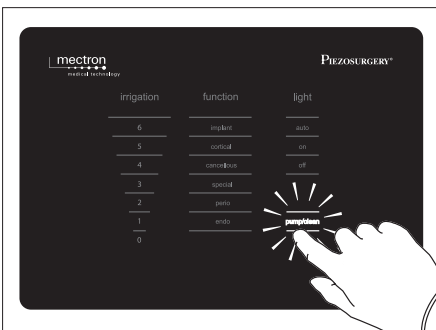 mectron
medical technology
PIEZOSURGERY®
irrigation function light
6 implant auto
5 cortical on
4 cancellous off
3 special
2 perio
1 endo pump/clean
0